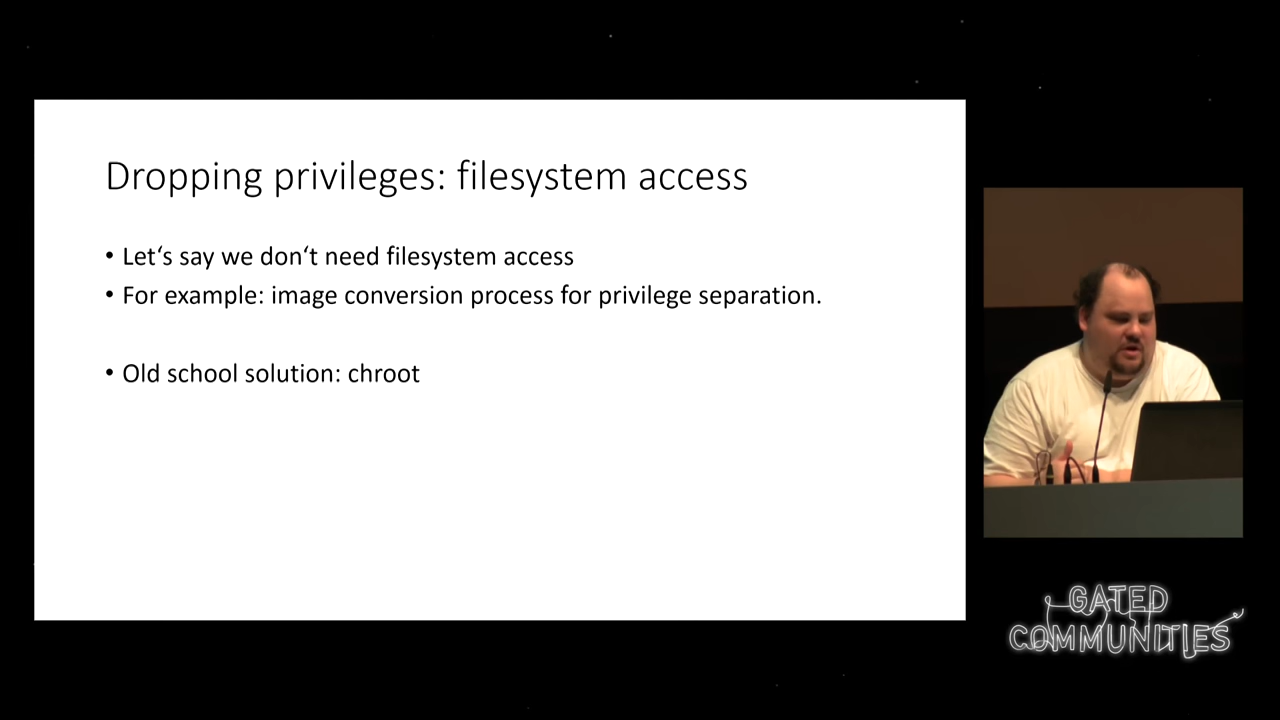 Dropping privileges: filesystem access
• Let‘s say we don‘t need filesystem access
• For example: image conversion process for privilege separation.
• Old school solution: chroot
GATED
COMMUNITIES